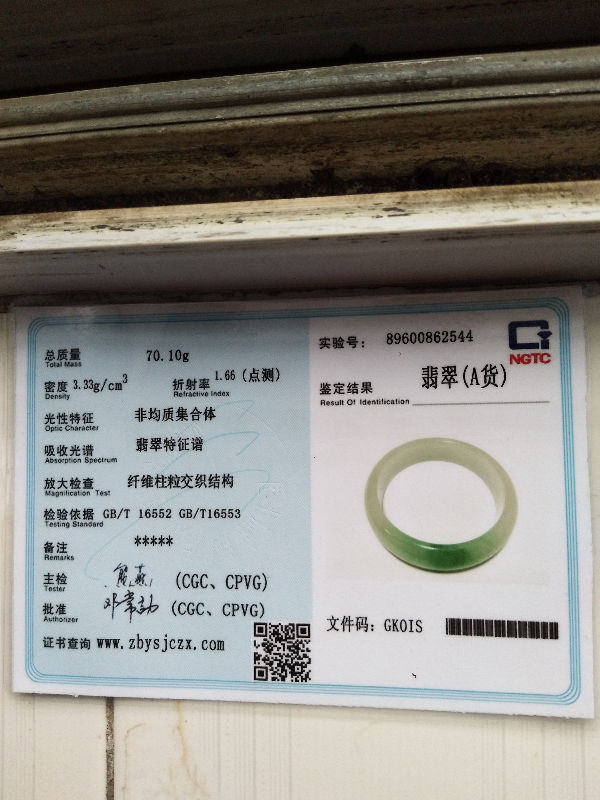 总质量 70.10g
Total Mass
密度 3.33g/cm3 折射率 1.66 (点测)
Density Refractive Index
光性特征 非均质集合体
Optic Character
吸收光谱 翡翠特征谱
Absorption Spectrum
放大检查 纤维柱粒交织结构
Magnification Test
检验依据 GB/T 16552 GB/T16553
Testing Standard
备注 *****
Remarks
主检 (CGC、CPVG)
Tester
批准 邓常劼 (CGC、CPVG)
Authorizer
证书查询 www.zbysjczx.com
实验号: 89600862544
NGTC
鉴定结果 翡翠(A货)
Result Of Identification
文件码: GK0IS